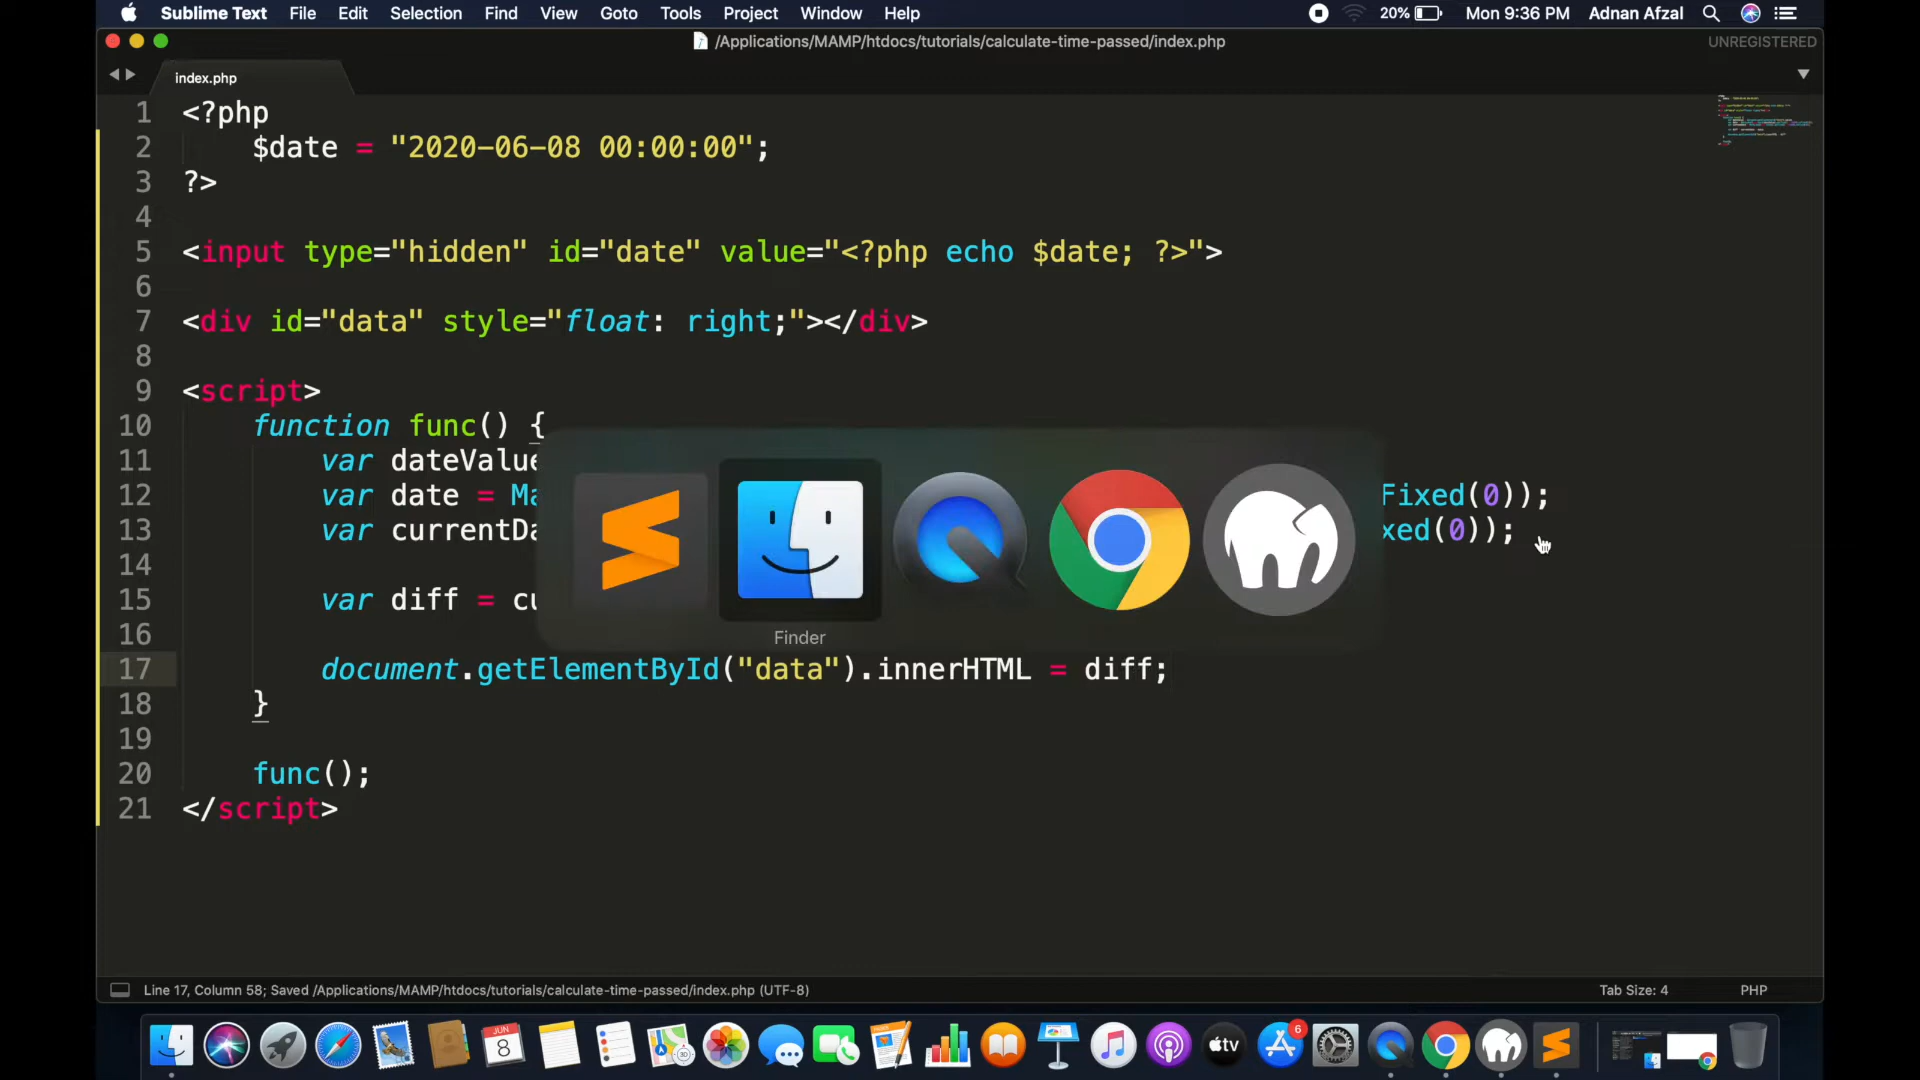 Sublime Text File Edit Selection Find View Goto Tools Project Window Help 20% Mon 9:36 PM Adnan Afzal
/Applications/MAMP/htdocs/tutorials/calculate-time-passed/index.php UNREGISTERED
index.php
1 <?php
2 $date = "2020-06-08 00:00:00";
3 ?>
4
5 <input type="hidden" id="date" value="<?php echo $date; ?>">
6
7 <div id="data" style="float: right;"></div>
8
9 <script>
10 function func() {
11 var dateValue
12 var date = Ma Fixed(0));
13 var currentDa xed(0));
14
15 var diff = cu
16
Finder
17 document.getElementById("data").innerHTML = diff;
18 }
19
20 func();
21 </script>
Line 17, Column 58; Saved /Applications/MAMP/htdocs/tutorials/calculate-time-passed/index.php (UTF-8) Tab Size: 4 PHP
JUN
8
tv
6